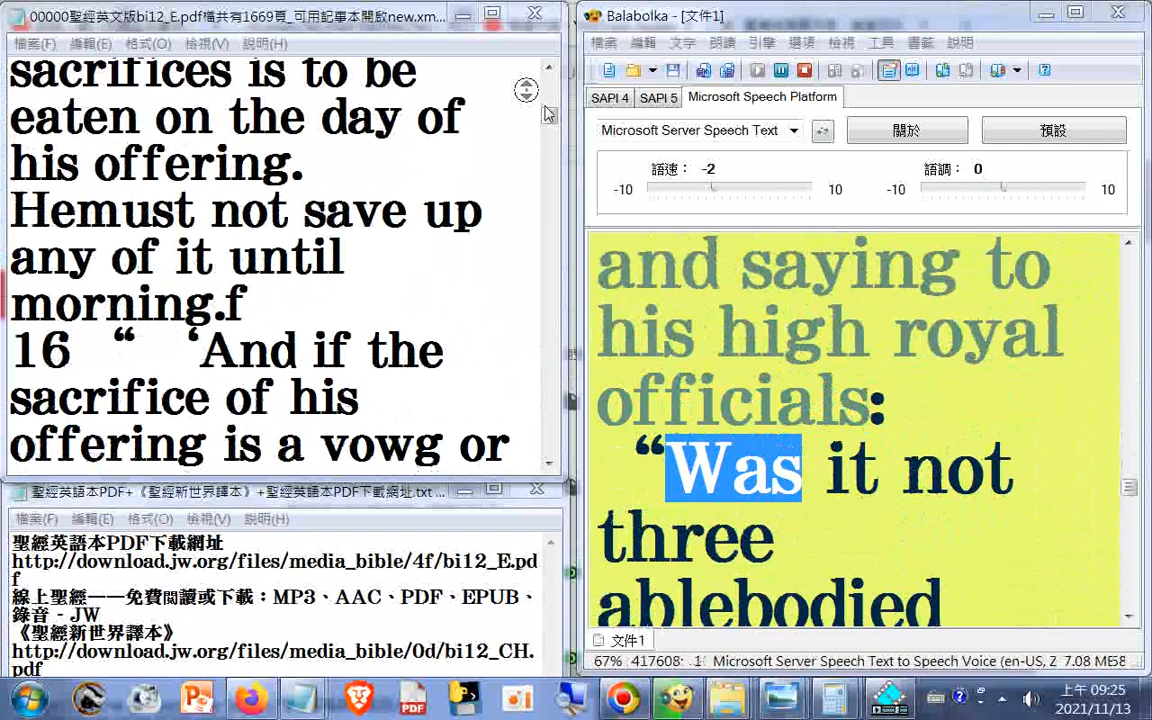 00000聖經英文版bi12_E.pdf檔共有1669頁_可用記事本開啟new.xm...
檔案(F) 編輯(E) 格式(O) 檢視(V) 說明(H)
sacrifices is to be
eaten on the day of
his offering.
Hemust not save up
any of it until
morning.f
16 “ ‘And if the
sacrifice of his
offering is a vowg or
聖經英語本PDF+《聖經新世界譯本》+聖經英語本PDF下載網址.txt ...
檔案(F) 編輯(E) 格式(O) 檢視(V) 說明(H)
聖經英語本PDF下載網址
http://download.jw.org/files/media_bible/4f/bi12_E.pd
f
線上聖經——免費閱讀或下載：MP3、AAC、PDF、EPUB、
錄音 - JW
《聖經新世界譯本》
http://download.jw.org/files/media_bible/0d/bi12_CH.
pdf
Balabolka - [文件1]
檔案 編輯 文字 朗讀 引擎 選項 檢視 工具 書籤 說明
SAPI 4 SAPI 5 Microsoft Speech Platform
Microsoft Server Speech Text 關於 預設
語速： -2 語調： 0
-10 10 -10 10
and saying to
his high royal
officials:
“Was it not
three
ablebodied
文件1
67% 417608 Microsoft Server Speech Text to Speech Voice (en-US, Z 7.08 ME
PDF
上午 09:25
2021/11/13